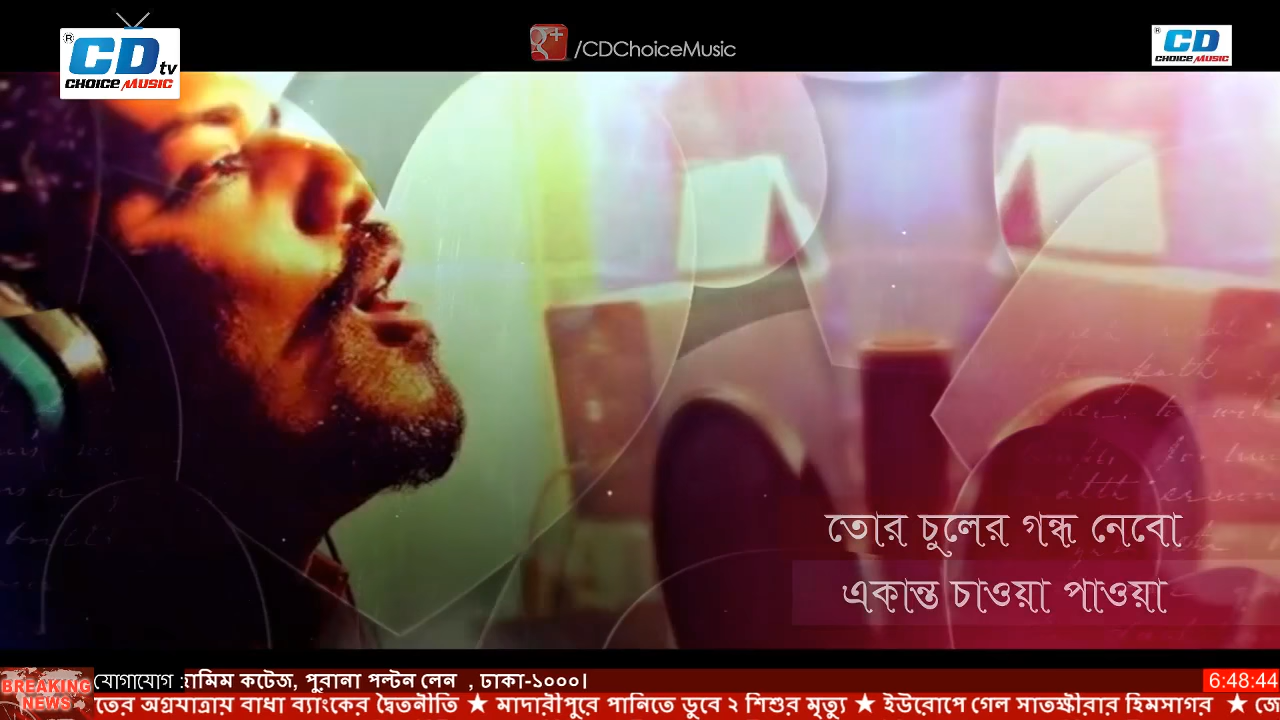 ® CD tv
CHOICE MUSIC
g+ /CDChoiceMusic
® CD
CHOICE MUSIC
তোর চুলের গন্ধ নেবো
একান্ত চাওয়া পাওয়া
BREAKING
NEWS
যোগাযোগ : ামিম কটেজ, পুরানা পল্টন লেন , ঢাকা-১০০০।
6:48:44
তের অগ্রযাত্রায় বাধা ব্যাংকের দ্বৈতনীতি ★ মাদারীপুরে পানিতে ডুবে ২ শিশুর মৃত্যু ★ ইউরোপে গেল সাতক্ষীরার হিমসাগর ★ জে